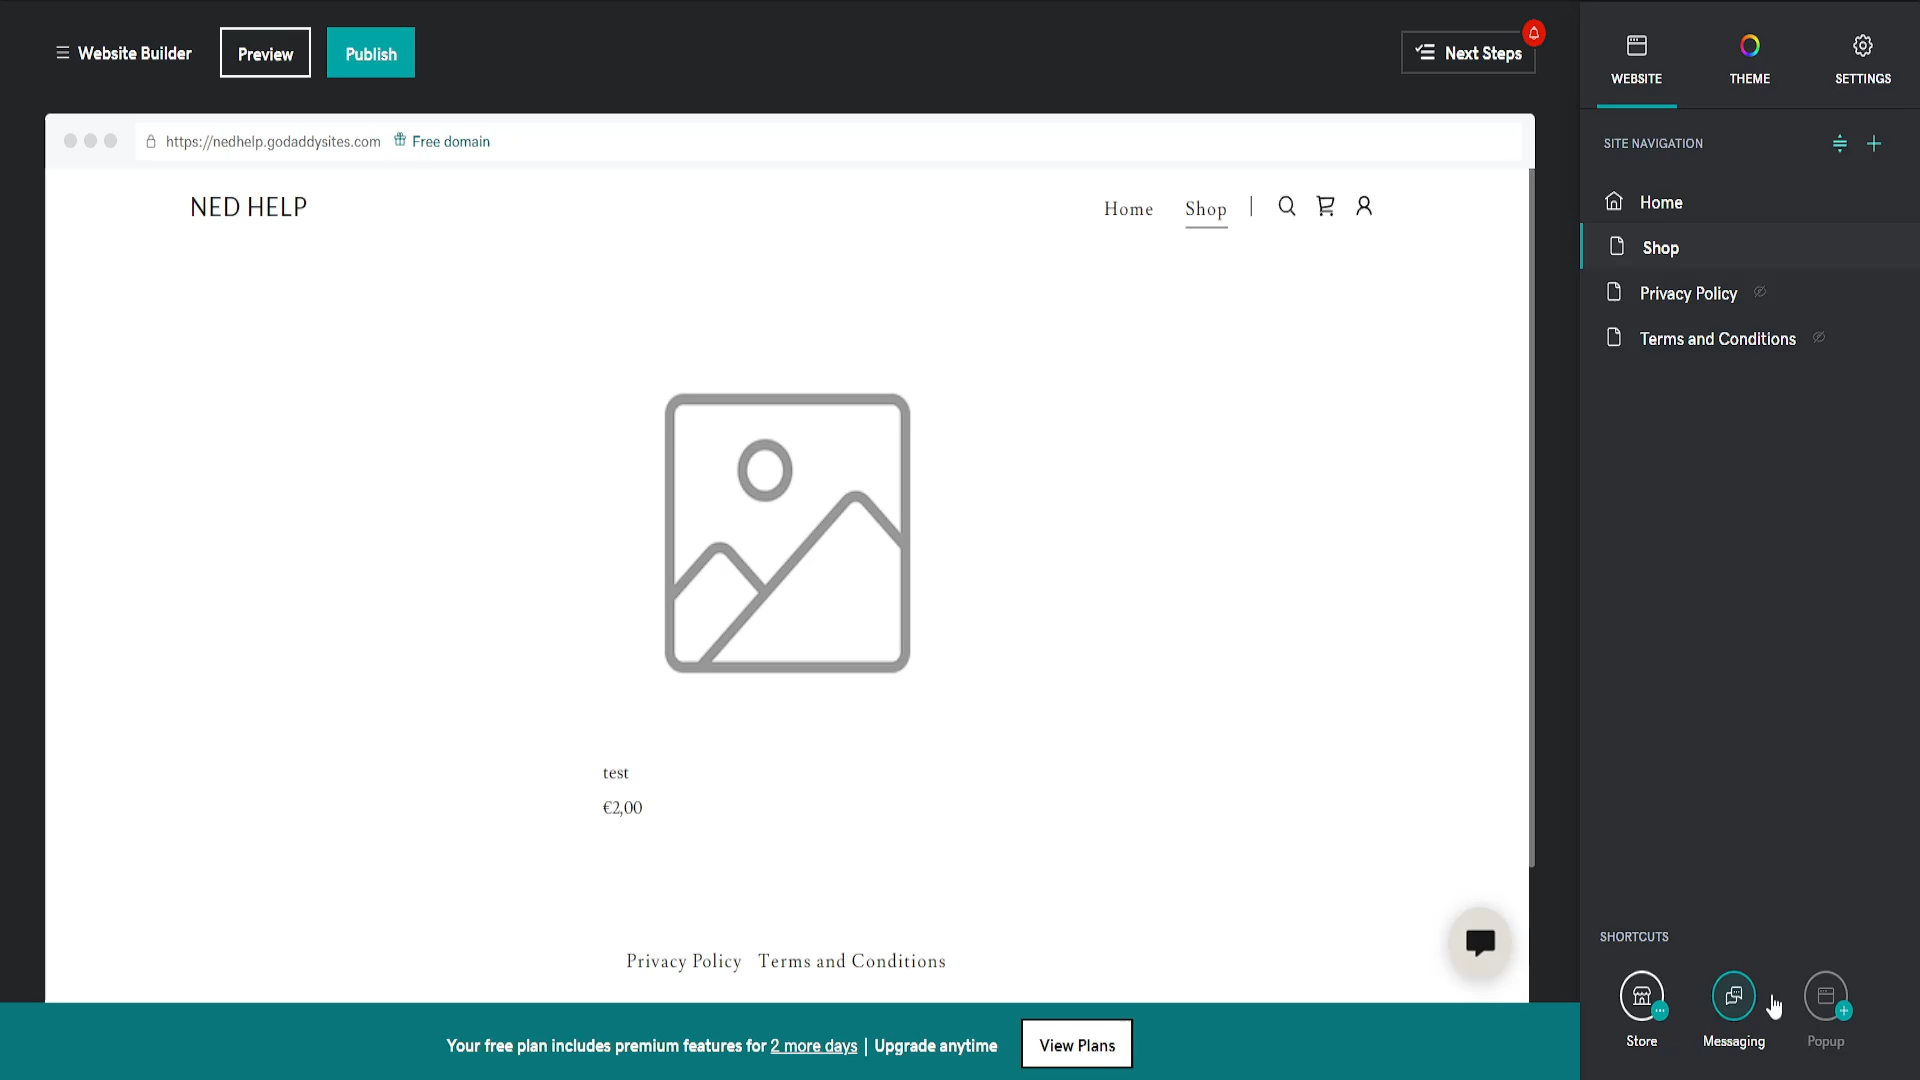 Website Builder
Preview
Publish
Next Steps
WEBSITE
THEME
SETTINGS
https://nedhelp.godaddysites.com
Free domain
SITE NAVIGATION
NED HELP
Home
Shop
Home
Shop
Privacy Policy
Terms and Conditions
test
€2,00
Privacy Policy
Terms and Conditions
SHORTCUTS
Store
Messaging
Popup
Your free plan includes premium features for 2 more days | Upgrade anytime
View Plans